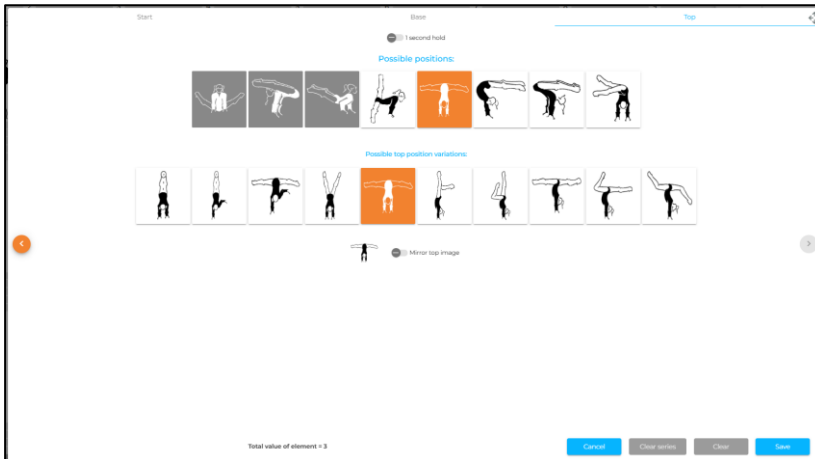 Start Base Top
1 second hold
Possible positions:
Possible top position variations:
Mirror top image
Total value of element = 3 Cancel Clear series Clear Save